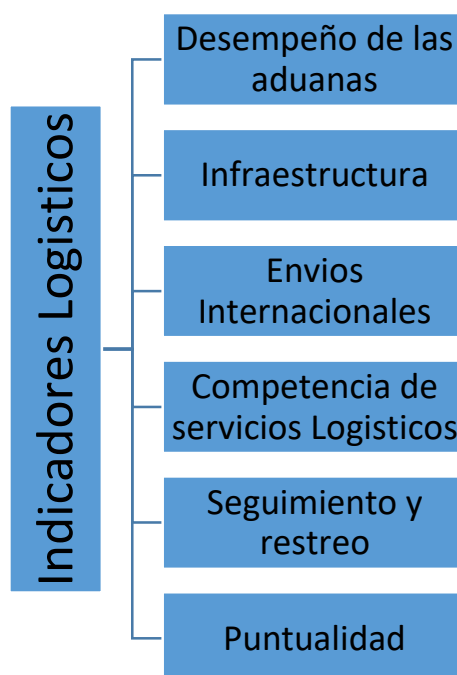 Indicadores Logisticos
Desempeño de las
aduanas
Infraestructura
Envios
Internacionales
Competencia de
servicios Logisticos
Seguimiento y
restreo
Puntualidad